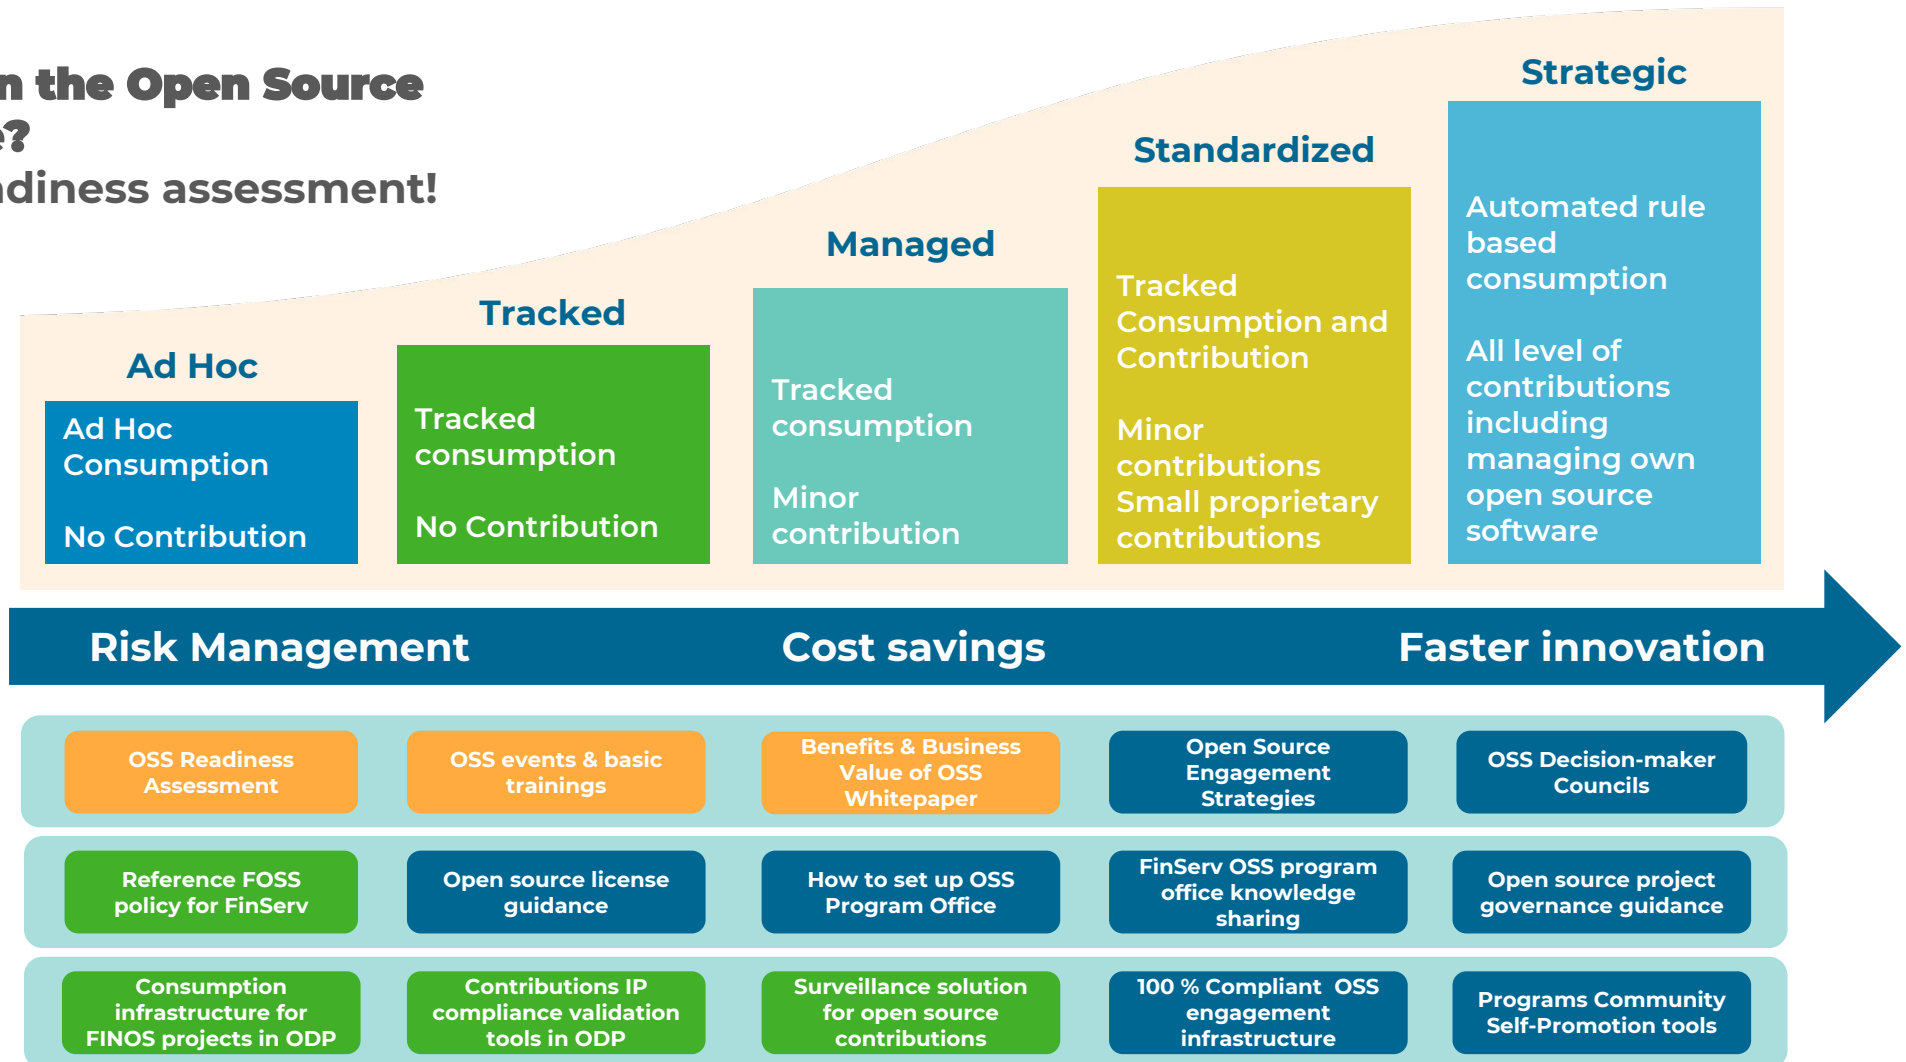 n the Open Source
e?
adiness assessment!
Strategic
Standardized
Managed
Tracked
Ad Hoc
Ad Hoc
Consumption
No Contribution
Tracked
consumption
No Contribution
Tracked
consumption
Minor
contribution
Tracked
Consumption and
Contribution
Minor
contributions
Small proprietary
contributions
Automated rule
based
consumption
All level of
contributions
including
managing own
open source
software
Risk Management
Cost savings
Faster innovation
OSS Readiness
Assessment
OSS events & basic
trainings
Benefits & Business
Value of OSS
Whitepaper
Open Source
Engagement
Strategies
OSS Decision-maker
Councils
Reference FOSS
policy for FinServ
Open source license
guidance
How to set up OSS
Program Office
FinServ OSS program
office knowledge
sharing
Open source project
governance guidance
Consumption
infrastructure for
FINOS projects in ODP
Contributions IP
compliance validation
tools in ODP
Surveillance solution
for open source
contributions
100 % Compliant OSS
engagement
infrastructure
Programs Community
Self-Promotion tools